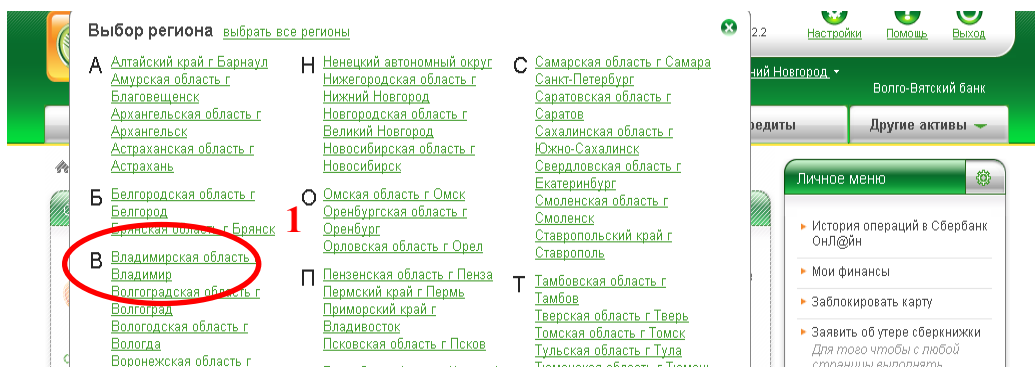 Выбор региона выбрать все регионы
А
Алтайский край г Барнаул
Амурская область г
Благовещенск
Архангельская область г
Архангельск
Астраханская область г
Астрахань
Б
Белгородская область г
Белгород
Брянская область г Брянск
В
Владимирская область
Владимир
Волгоградская область г
Волгоград
Вологодская область г
Вологда
Воронежская область г
Н
Ненецкий автономный округ
Нижегородская область г
Нижний Новгород
Новгородская область г
Великий Новгород
Новосибирская область г
Новосибирск
О
Омская область г Омск
Оренбургская область г
Оренбург
Орловская область г Орел
1
П
Пензенская область г Пенза
Пермский край г Пермь
Приморский край г
Владивосток
Псковская область г Псков
С
Самарская область г Самара
Санкт-Петербург
Саратовская область г
Саратов
Сахалинская область г
Южно-Сахалинск
Свердловская область г
Екатеринбург
Смоленская область г
Смоленск
Ставропольский край г
Ставрополь
Т
Тамбовская область г
Тамбов
Тверская область г Тверь
Томская область г Томск
Тульская область г Тула
Тюменская область г Тюмень
2.2
Настройки Помощь Выход
ний Новгород
Волго-Вятский банк
редиты
Другие активы
Личное меню
История операций в Сбербанк
ОнЛ@йн
Мои финансы
Заблокировать карту
Заявить об утере сберкнижки
Для того чтобы с любой
страницы выполнять